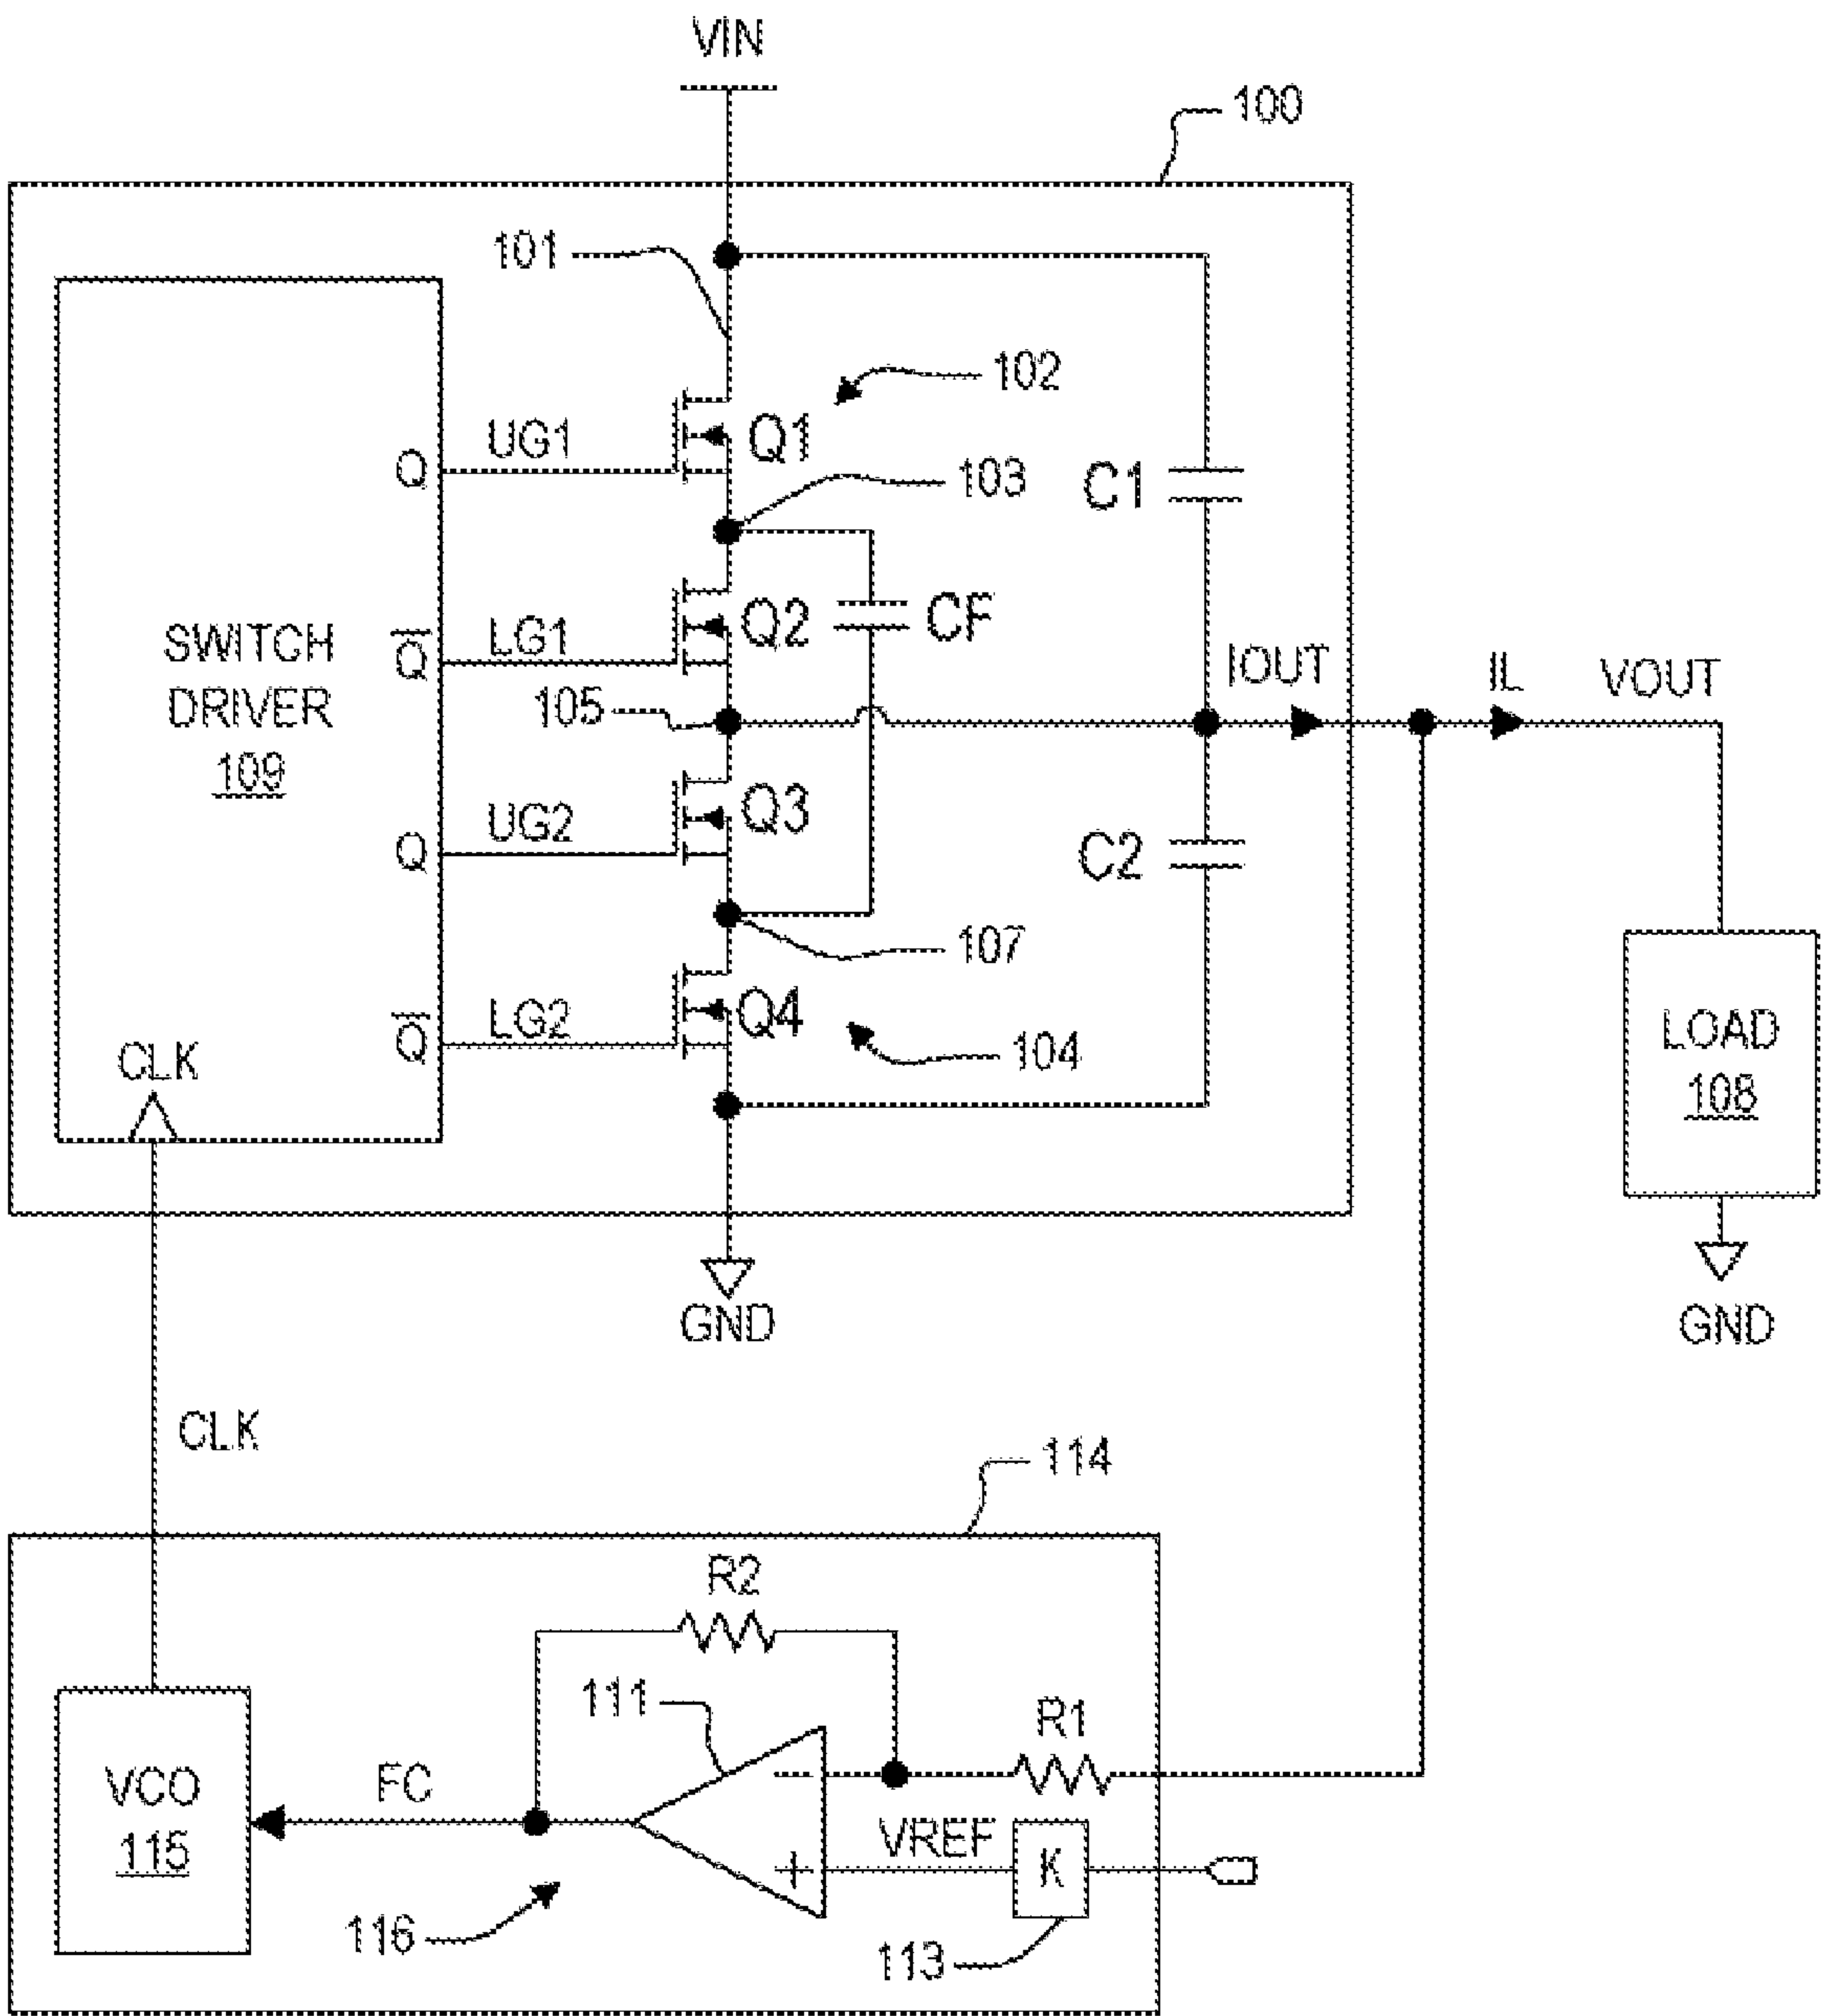 VIN
100
101
102
Q
UG1
Q1
103
C1
SWITCH
DRIVER
109
Q
LG1
Q2
CF
105
IOUT
IL
VOUT
Q
UG2
Q3
C2
107
Q
LG2
Q4
104
CLK
LOAD
108
GND
GND
CLK
114
R2
111
R1
VCO
115
FC
−
+
VREF
K
116
113